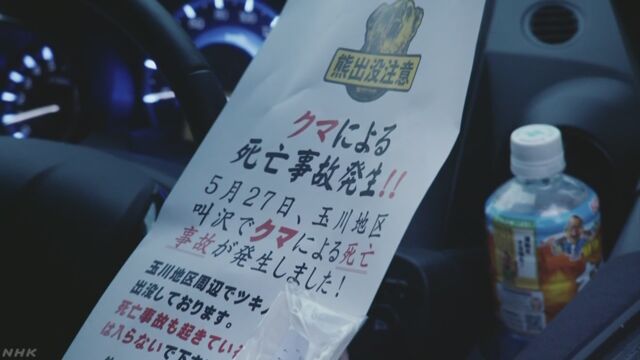 熊出没注意
クマによる
死亡事故発生!!
5月27日、玉川地区
叫沢でクマによる死亡
事故が発生しました!
玉川地区周辺でツキノ
出没しております。
死亡事故も起きてい
は入らないで下
NHK